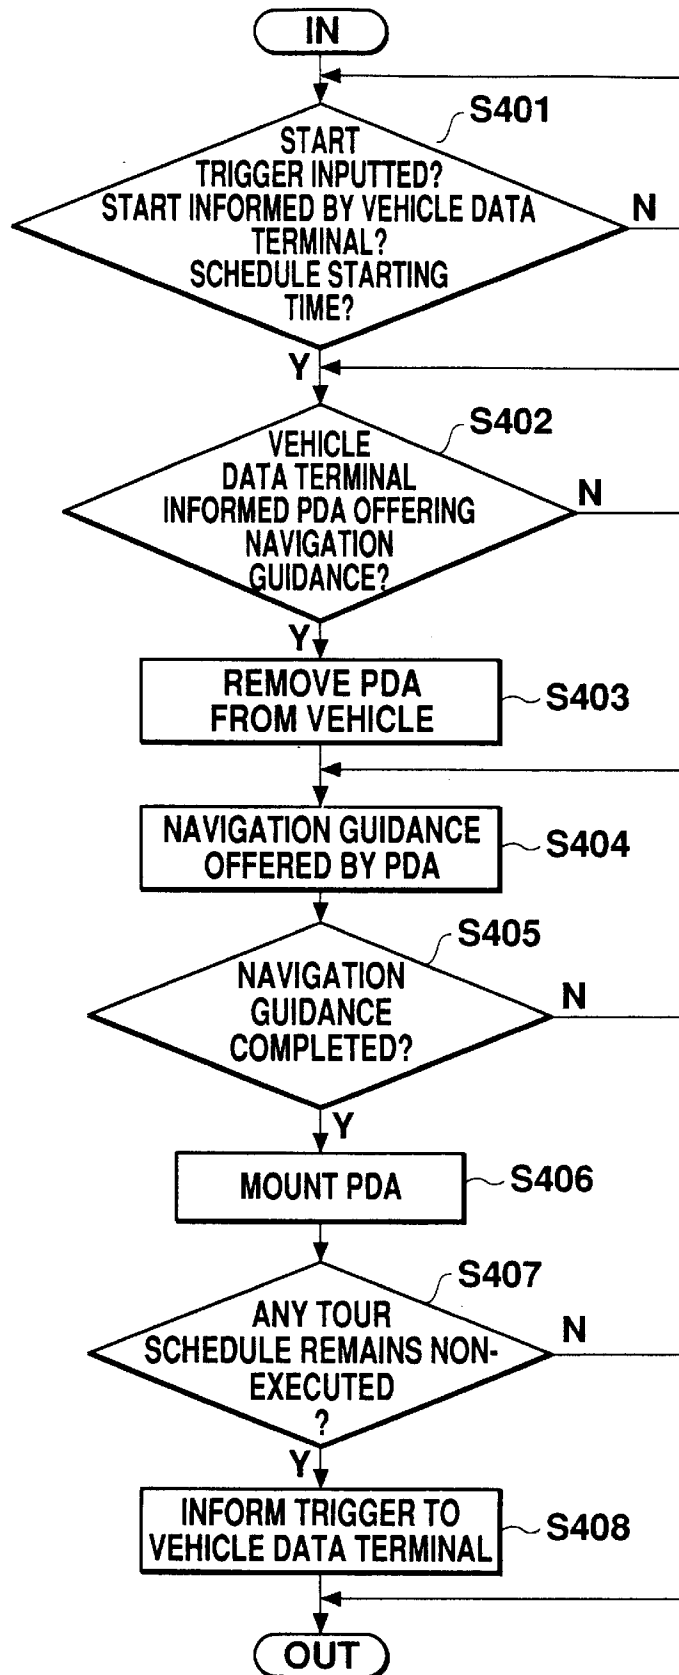 IN
S401
START
TRIGGER INPUTTED?
START INFORMED BY VEHICLE DATA
TERMINAL?
SCHEDULE STARTING
TIME?
N
Y
S402
VEHICLE
DATA TERMINAL
INFORMED PDA OFFERING
NAVIGATION
GUIDANCE?
N
Y
REMOVE PDA
FROM VEHICLE
S403
NAVIGATION GUIDANCE
OFFERED BY PDA
S404
S405
NAVIGATION
GUIDANCE
COMPLETED?
N
Y
MOUNT PDA
S406
S407
ANY TOUR
SCHEDULE REMAINS NON-
EXECUTED
?
N
Y
INFORM TRIGGER TO
VEHICLE DATA TERMINAL
S408
OUT